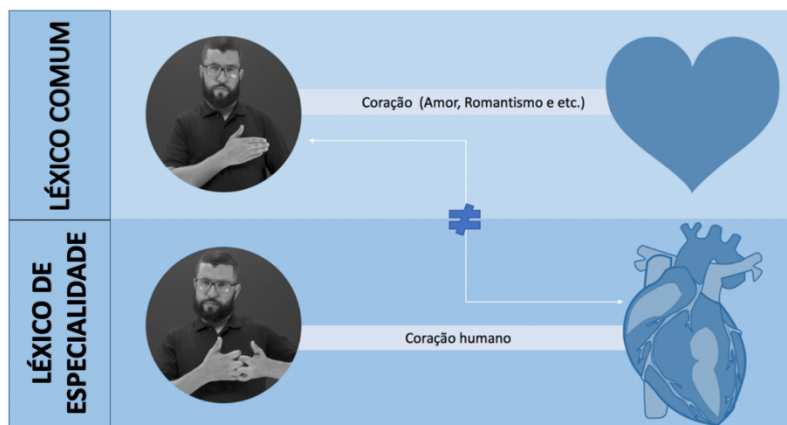 LÉXICO COMUM
Coração (Amor, Romantismo e etc.)
≠
LÉXICO DE
ESPECIALIDADE
Coração humano